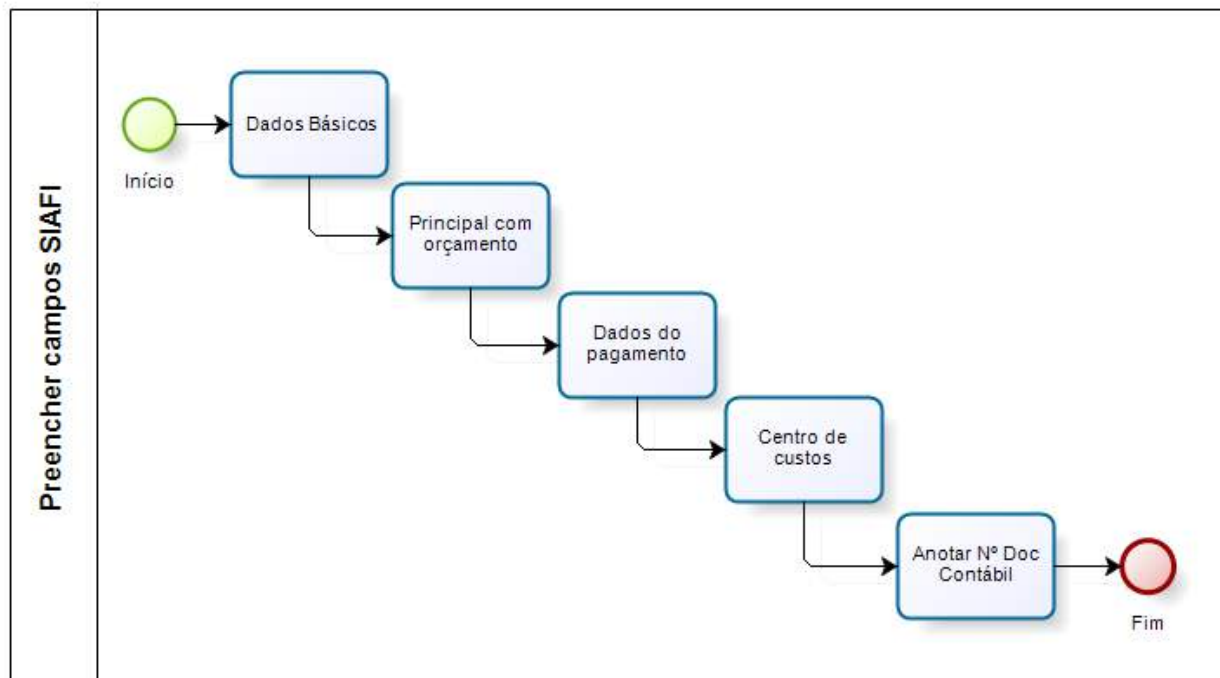 Preencher campos SIAFI
Início
Dados Básicos
Principal com
orçamento
Dados do
pagamento
Centro de
custos
Anotar Nº Doc
Contábil
Fim